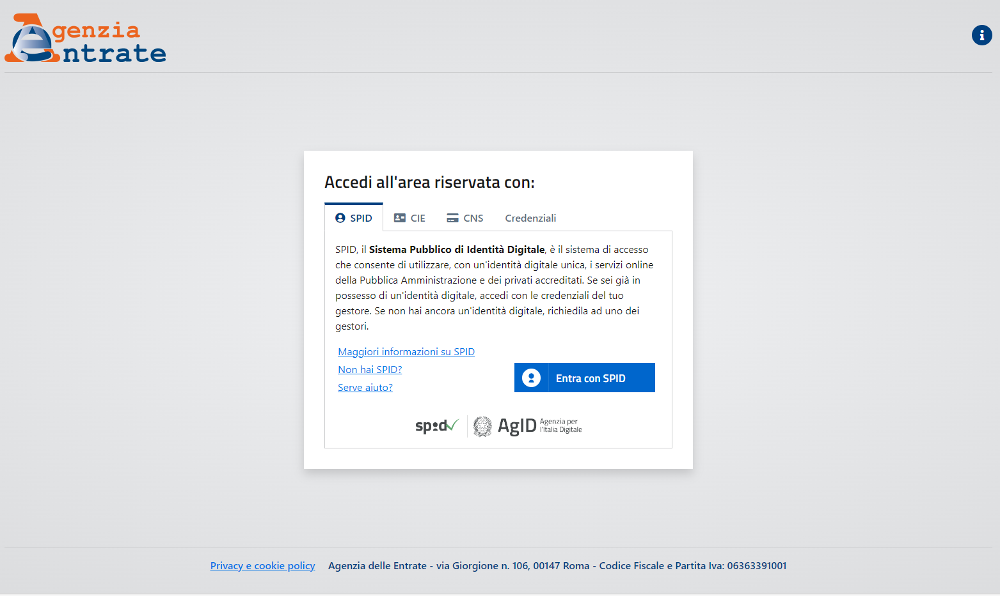 Agenzia
Entrate
Accedi all'area riservata con:
SPID CIE CNS Credenziali
SPID, il Sistema Pubblico di Identità Digitale, è il sistema di accesso
che consente di utilizzare, con un'identità digitale unica, i servizi online
della Pubblica Amministrazione e dei privati accreditati. Se sei già in
possesso di un'identità digitale, accedi con le credenziali del tuo
gestore. Se non hai ancora un'identità digitale, richiedila ad uno dei
gestori.
Maggiori informazioni su SPID
Non hai SPID?
Serve aiuto?
Entra con SPID
spid AgID Agenzia per
l'Italia Digitale
Privacy e cookie policy Agenzia delle Entrate - via Giorgione n. 106, 00147 Roma - Codice Fiscale e Partita Iva: 06363391001